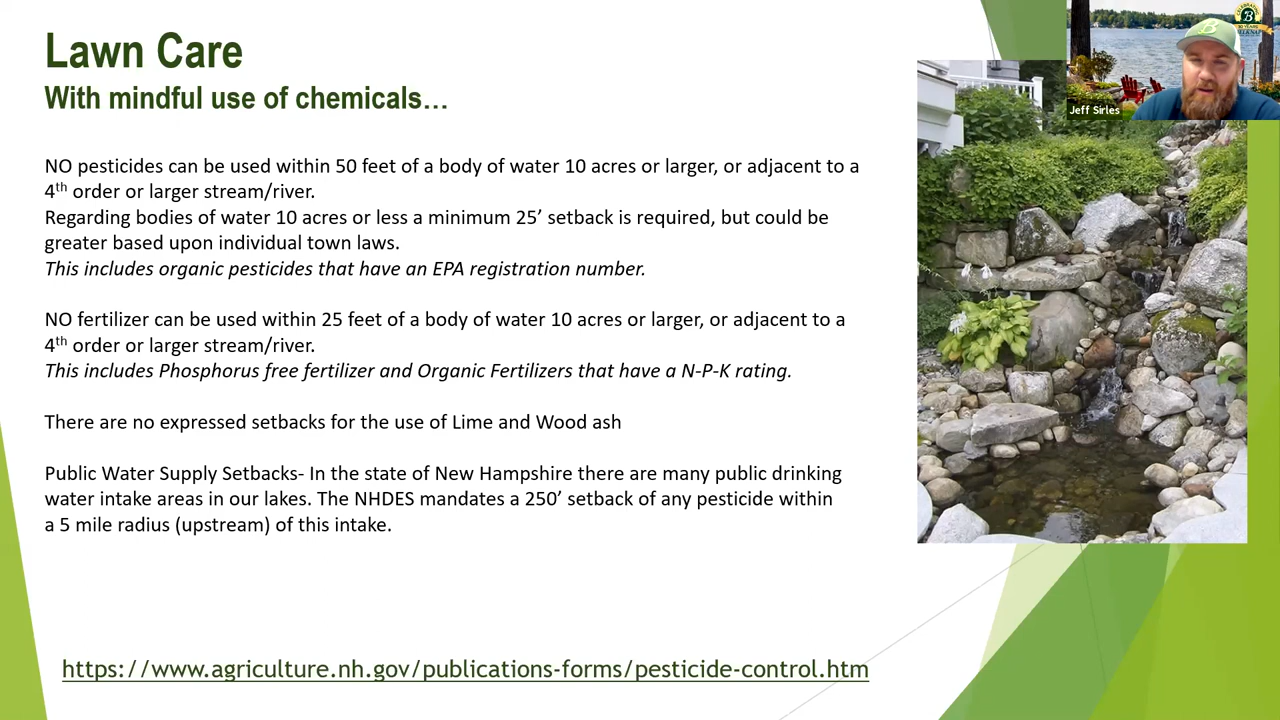 Lawn Care
With mindful use of chemicals…
NO pesticides can be used within 50 feet of a body of water 10 acres or larger, or adjacent to a
4th order or larger stream/river.
Regarding bodies of water 10 acres or less a minimum 25’ setback is required, but could be
greater based upon individual town laws.
This includes organic pesticides that have an EPA registration number.
NO fertilizer can be used within 25 feet of a body of water 10 acres or larger, or adjacent to a
4th order or larger stream/river.
This includes Phosphorus free fertilizer and Organic Fertilizers that have a N-P-K rating.
There are no expressed setbacks for the use of Lime and Wood ash
Public Water Supply Setbacks- In the state of New Hampshire there are many public drinking
water intake areas in our lakes. The NHDES mandates a 250’ setback of any pesticide within
a 5 mile radius (upstream) of this intake.
https://www.agriculture.nh.gov/publications-forms/pesticide-control.htm
Jeff Sirles
B
B